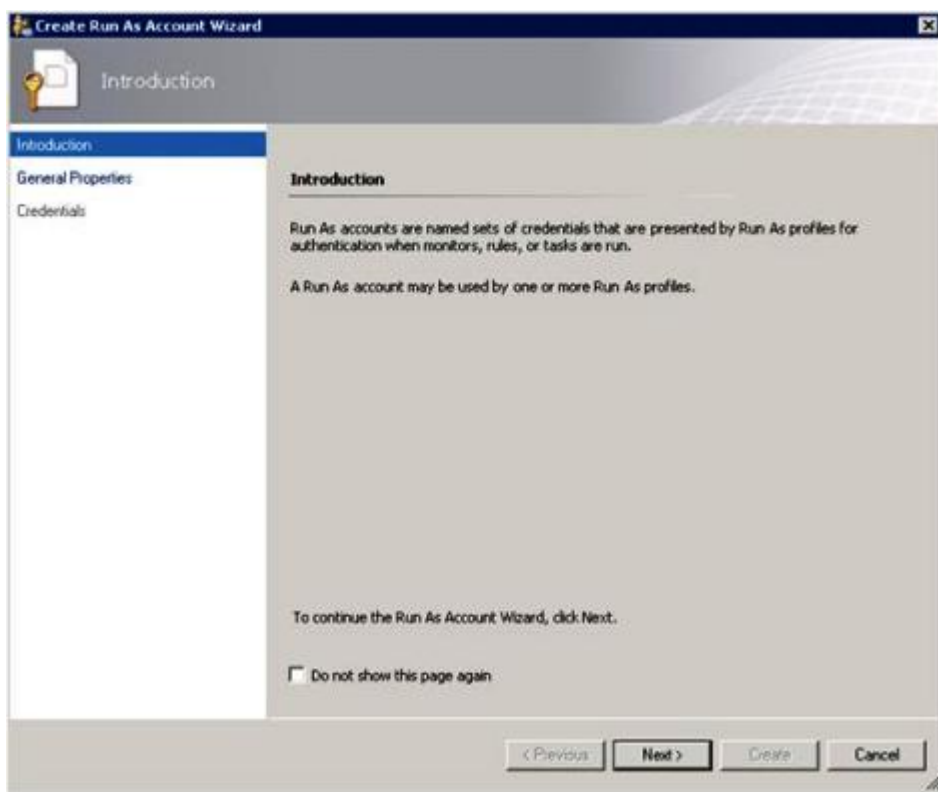 Create Run As Account Wizard
Introduction
Introduction
General Properties
Credentials
Introduction
Run As accounts are named sets of credentials that are presented by Run As profiles for
authentication when monitors, rules, or tasks are run.
A Run As account may be used by one or more Run As profiles.
To continue the Run As Account Wizard, click Next.
Do not show this page again
< Previous
Next >
Create
Cancel